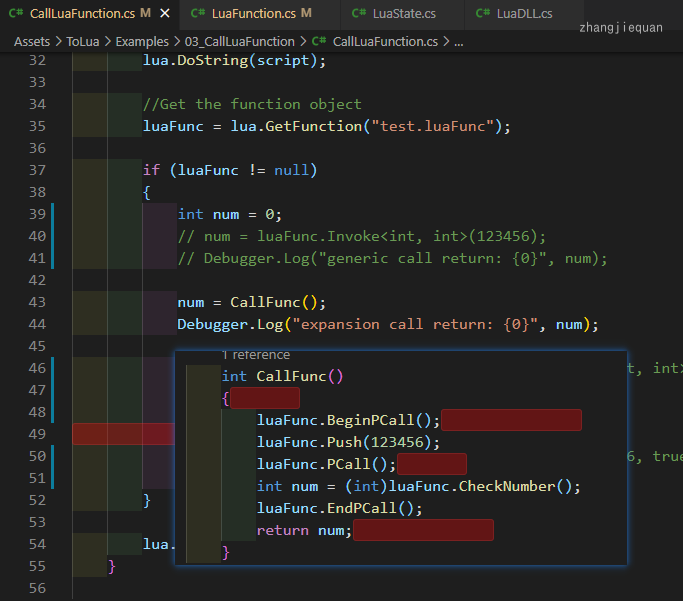 CallLuaFunction.cs M
LuaFunction.cs M
LuaState.cs
LuaDLL.cs
zhangjiequan
Assets > ToLua > Examples > 03_CallLuaFunction > CallLuaFunction.cs > ...
32 lua.DoString(script);
33
34 //Get the function object
35 luaFunc = lua.GetFunction("test.luaFunc");
36
37 if (luaFunc != null)
38 {
39 int num = 0;
40 // num = luaFunc.Invoke<int, int>(123456);
41 // Debugger.Log("generic call return: {0}", num);
42
43 num = CallFunc();
44 Debugger.Log("expansion call return: {0}", num);
45
1 reference
46 t, int>
int CallFunc()
47
{
48
luaFunc.BeginPCall();
49
luaFunc.Push(123456);
50 6, true
luaFunc.PCall();
51
int num = (int)luaFunc.CheckNumber();
52 }
luaFunc.EndPCall();
53
return num;
54 lua.
}
55 }
56